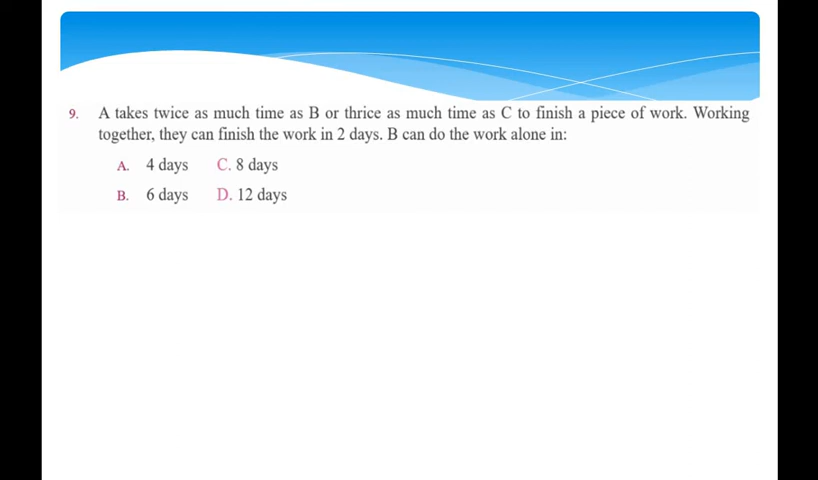 9. A takes twice as much time as B or thrice as much time as C to finish a piece of work. Working
together, they can finish the work in 2 days. B can do the work alone in:
A. 4 days C. 8 days
B. 6 days D. 12 days